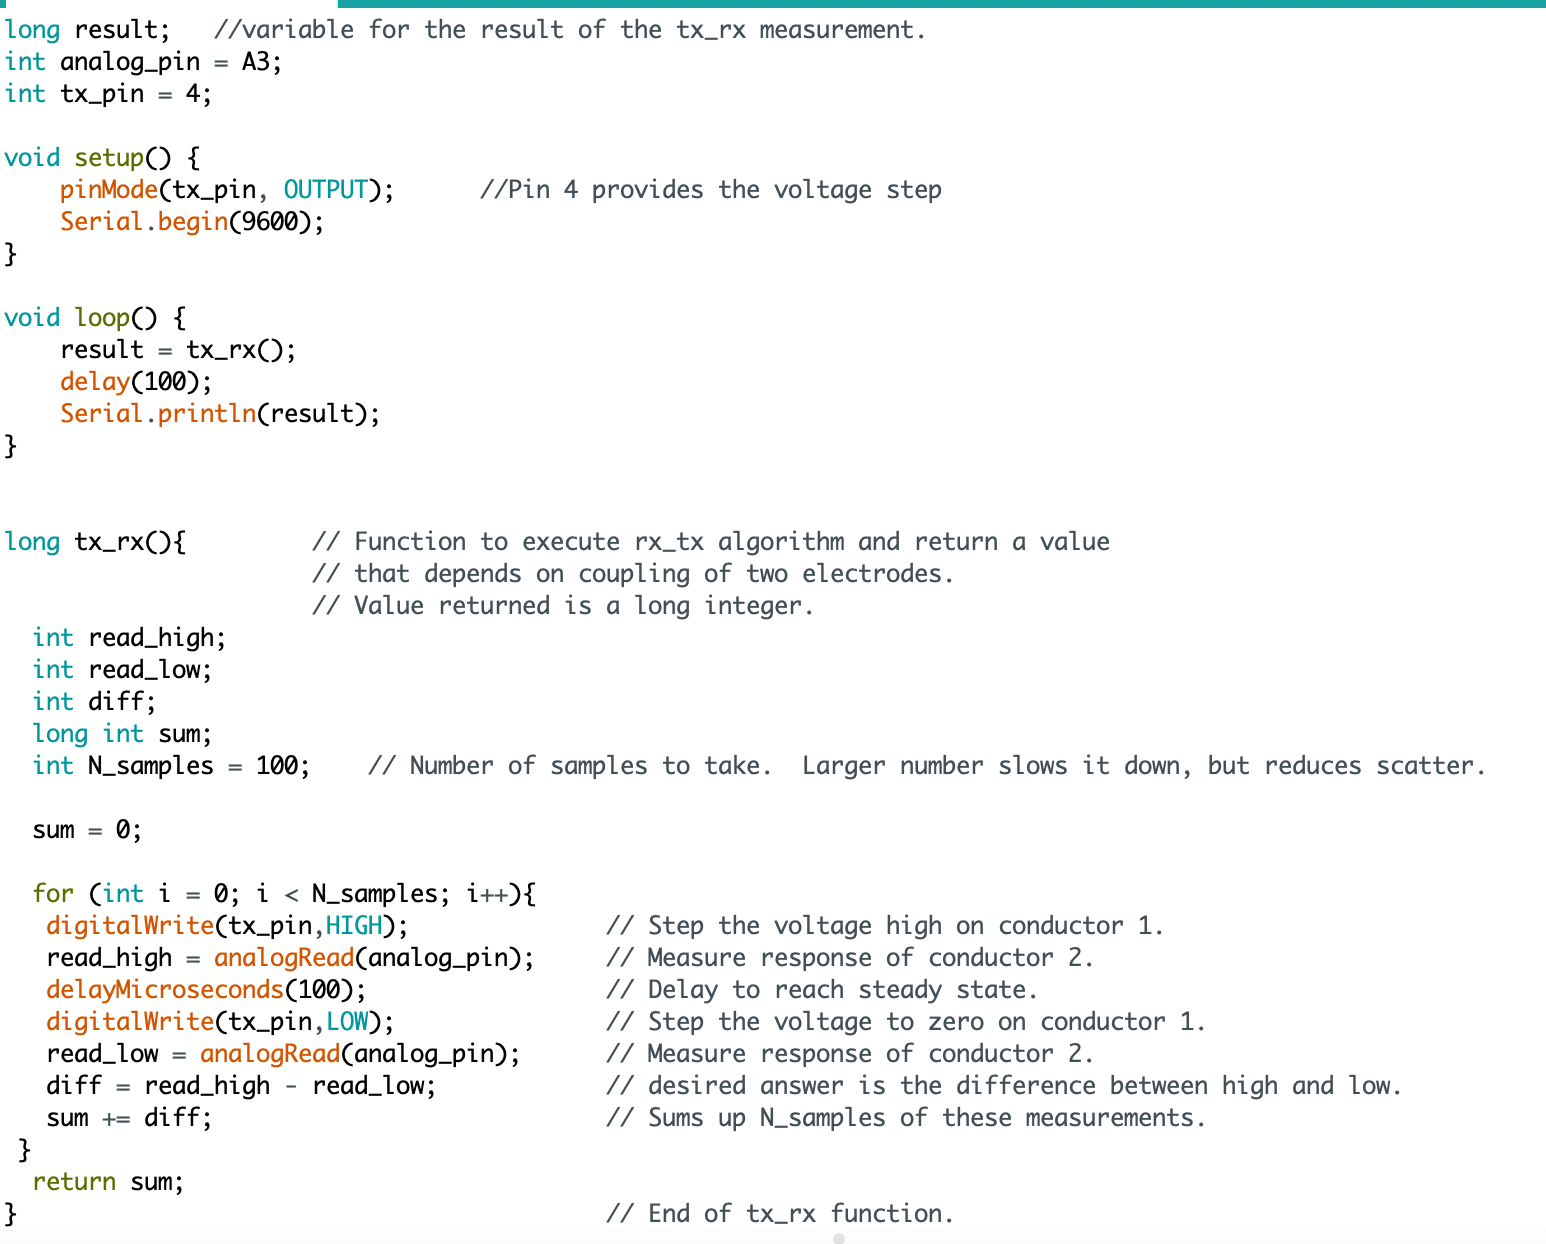 long result;   //variable for the result of the tx_rx measurement.
int analog_pin = A3;
int tx_pin = 4;

void setup() {
    pinMode(tx_pin, OUTPUT);      //Pin 4 provides the voltage step
    Serial.begin(9600);
}

void loop() {
    result = tx_rx();
    delay(100);
    Serial.println(result);
}


long tx_rx(){         // Function to execute rx_tx algorithm and return a value
                      // that depends on coupling of two electrodes.
                      // Value returned is a long integer.
  int read_high;
  int read_low;
  int diff;
  long int sum;
  int N_samples = 100;    // Number of samples to take.  Larger number slows it down, but reduces scatter.

  sum = 0;

  for (int i = 0; i < N_samples; i++){
   digitalWrite(tx_pin,HIGH);              // Step the voltage high on conductor 1.
   read_high = analogRead(analog_pin);     // Measure response of conductor 2.
   delayMicroseconds(100);                 // Delay to reach steady state.
   digitalWrite(tx_pin,LOW);               // Step the voltage to zero on conductor 1.
   read_low = analogRead(analog_pin);      // Measure response of conductor 2.
   diff = read_high - read_low;            // desired answer is the difference between high and low.
   sum += diff;                            // Sums up N_samples of these measurements.
 }
  return sum;
}                                          // End of tx_rx function.